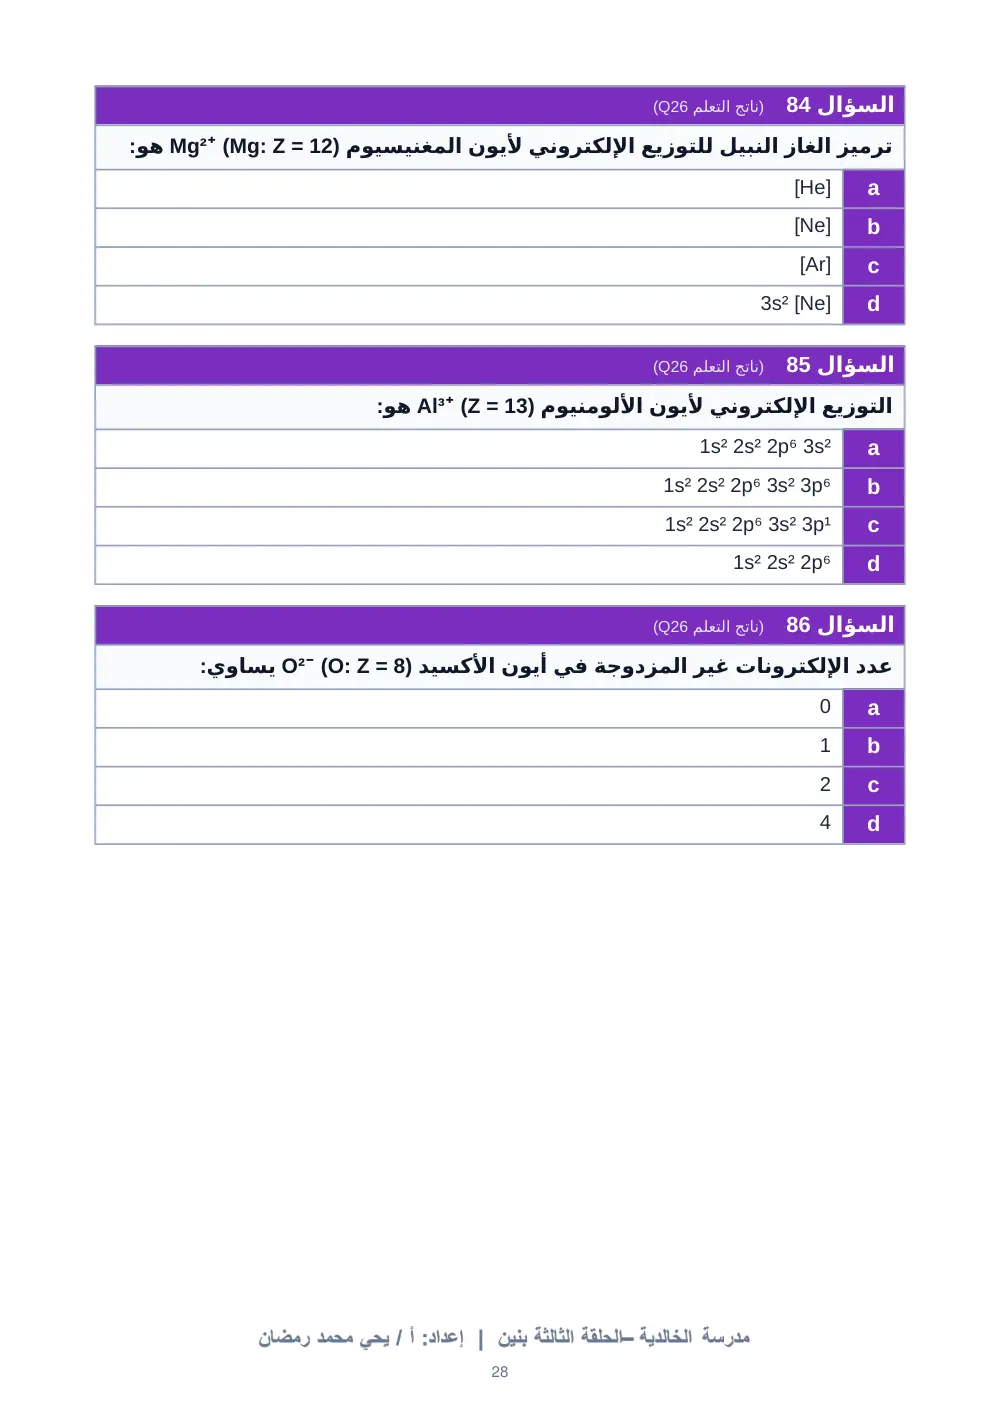 السؤال 84 (ناتج التعلم Q26)
ترميز الغاز النبيل للتوزيع الإلكتروني لأيون المغنيسيوم Mg²⁺ (Mg: Z = 12) هو:
a [He]
b [Ne]
c [Ar]
d 3s² [Ne]
السؤال 85 (ناتج التعلم Q26)
التوزيع الإلكتروني لأيون الألومنيوم Al³⁺ (Z = 13) هو:
a 1s² 2s² 2p⁶ 3s²
b 1s² 2s² 2p⁶ 3s² 3p⁶
c 1s² 2s² 2p⁶ 3s² 3p¹
d 1s² 2s² 2p⁶
السؤال 86 (ناتج التعلم Q26)
عدد الإلكترونات غير المزدوجة في أيون الأكسيد O²⁻ (O: Z = 8) يساوي:
a 0
b 1
c 2
d 4
مدرسة الخالدية –الحلقة الثالثة بنين | إعداد: أ / يحي محمد رمضان
28